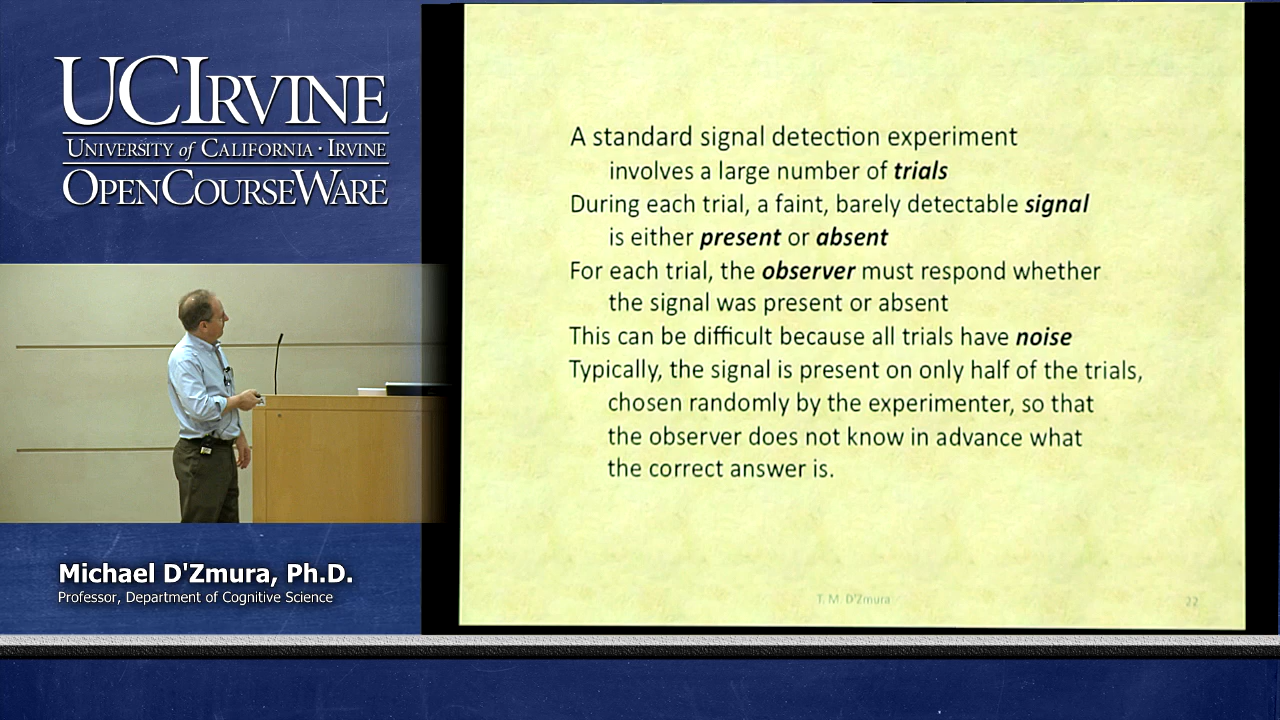 UCIRVINE
UNIVERSITY of CALIFORNIA · IRVINE
OPENCOURSEWARE
A standard signal detection experiment
involves a large number of trials
During each trial, a faint, barely detectable signal
is either present or absent
For each trial, the observer must respond whether
the signal was present or absent
This can be difficult because all trials have noise
Typically, the signal is present on only half of the trials,
chosen randomly by the experimenter, so that
the observer does not know in advance what
the correct answer is.
T. M. D'Zmura
22
Michael D'Zmura, Ph.D.
Professor, Department of Cognitive Science